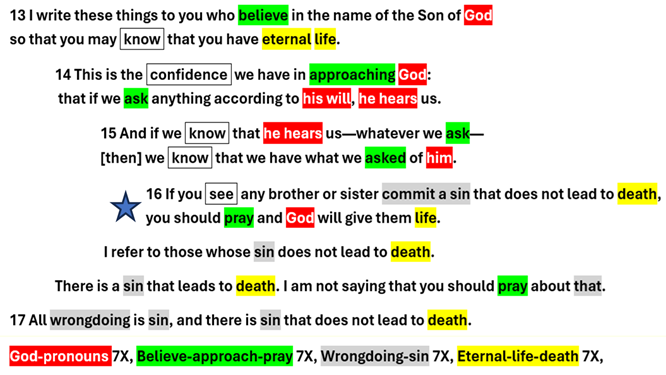 13 I write these things to you who believe in the name of the Son of God
so that you may know that you have eternal life.
14 This is the confidence we have in approaching God:
that if we ask anything according to his will, he hears us.
15 And if we know that he hears us—whatever we ask—
[then] we know that we have what we asked of him.
16 If you see any brother or sister commit a sin that does not lead to death,
you should pray and God will give them life.
I refer to those whose sin does not lead to death.
There is a sin that leads to death. I am not saying that you should pray about that.
17 All wrongdoing is sin, and there is sin that does not lead to death.
God-pronouns 7X, Believe-approach-pray 7X, Wrongdoing-sin 7X, Eternal-life-death 7X,